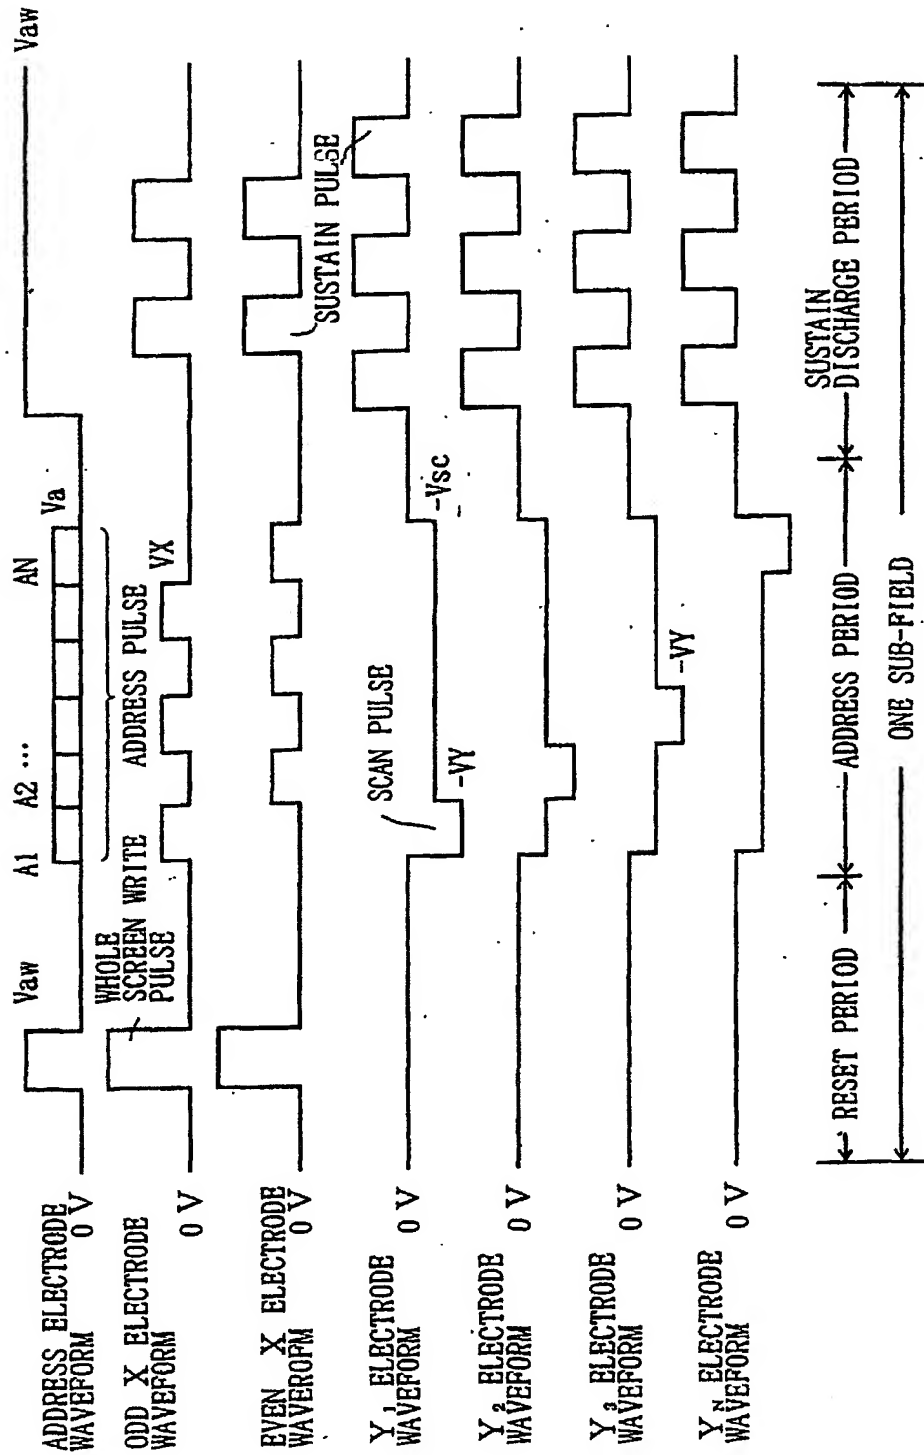 ADDRESS ELECTRODE
WAVEFORM
0 V
Vaw
A1
A2
...
AN
Va
Vaw
ODD X ELECTRODE
WAVEFORM
0 V
WHOLE
SCREEN WRITE
PULSE
ADDRESS PULSE
VX
EVEN X ELECTRODE
WAVEROFM
0 V
SUSTAIN PULSE
Y1 ELECTRODE
WAVEFORM
0 V
SCAN PULSE
-VY
-Vsc
Y2 ELECTRODE
WAVEFORM
0 V
Y3 ELECTRODE
WAVEFORM
0 V
-VY
YN ELECTRODE
WAVEFORM
0 V
RESET PERIOD
ADDRESS PERIOD
SUSTAIN
DISCHARGE PERIOD
ONE SUB-FIELD